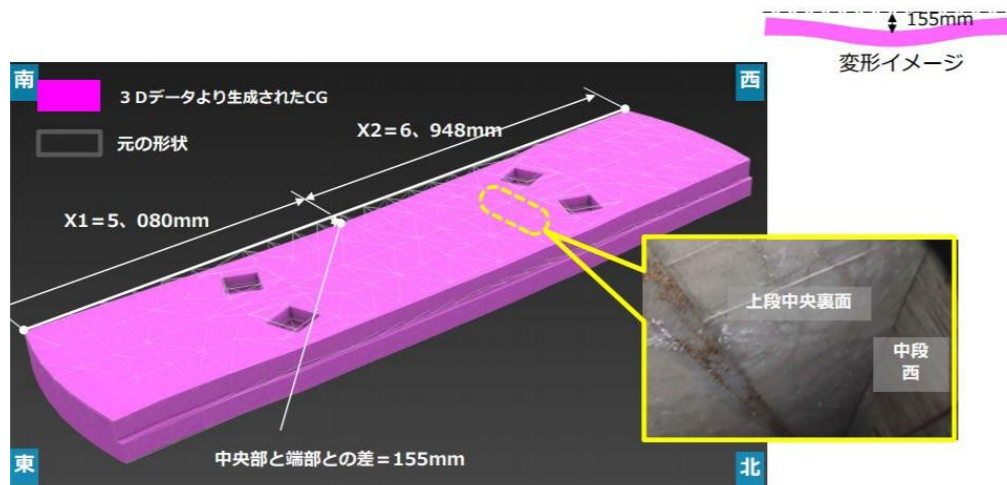 155mm
変形イメージ
南
西
3Dデータより生成されたCG
元の形状
X2=6、948mm
X1=5、080mm
上段中央裏面
中段
西
中央部と端部との差=155mm
東
北